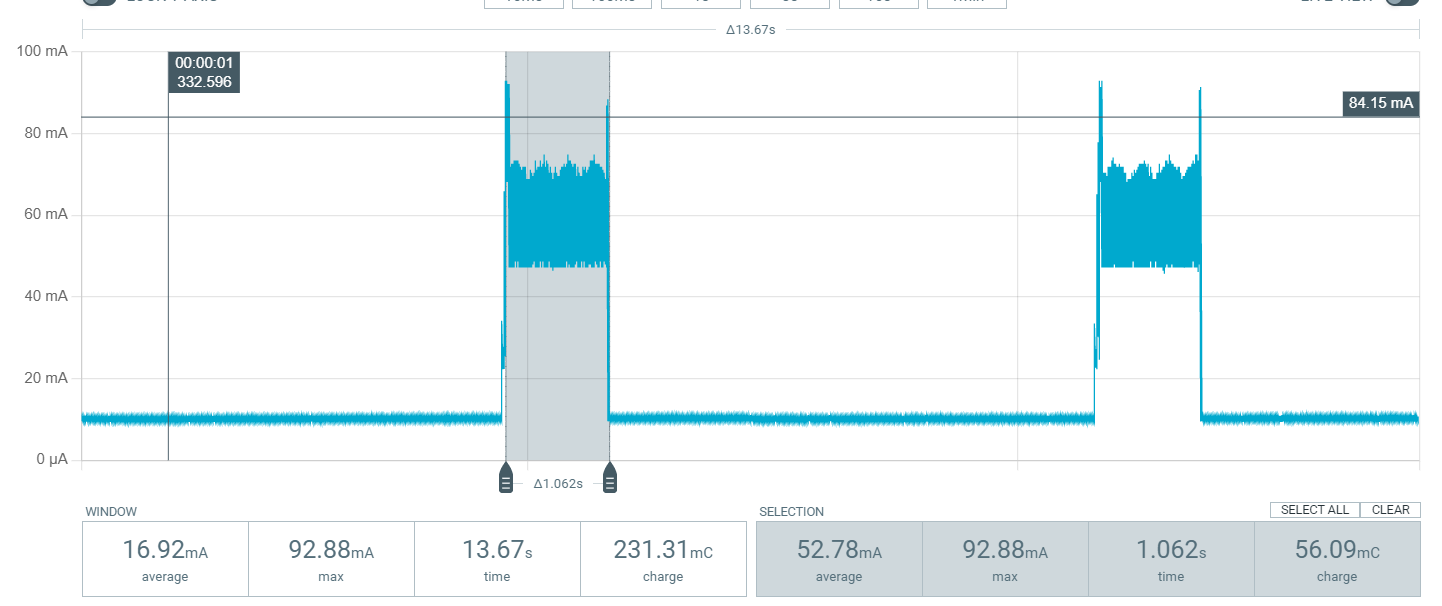 Δ13.67s
100 mA
00:00:01
332.596
84.15 mA
80 mA
60 mA
40 mA
20 mA
0 µA
Δ1.062s
WINDOW
SELECTION
SELECT ALL
CLEAR
16.92mA
average
92.88mA
max
13.67s
time
231.31mC
charge
52.78mA
average
92.88mA
max
1.062s
time
56.09mC
charge